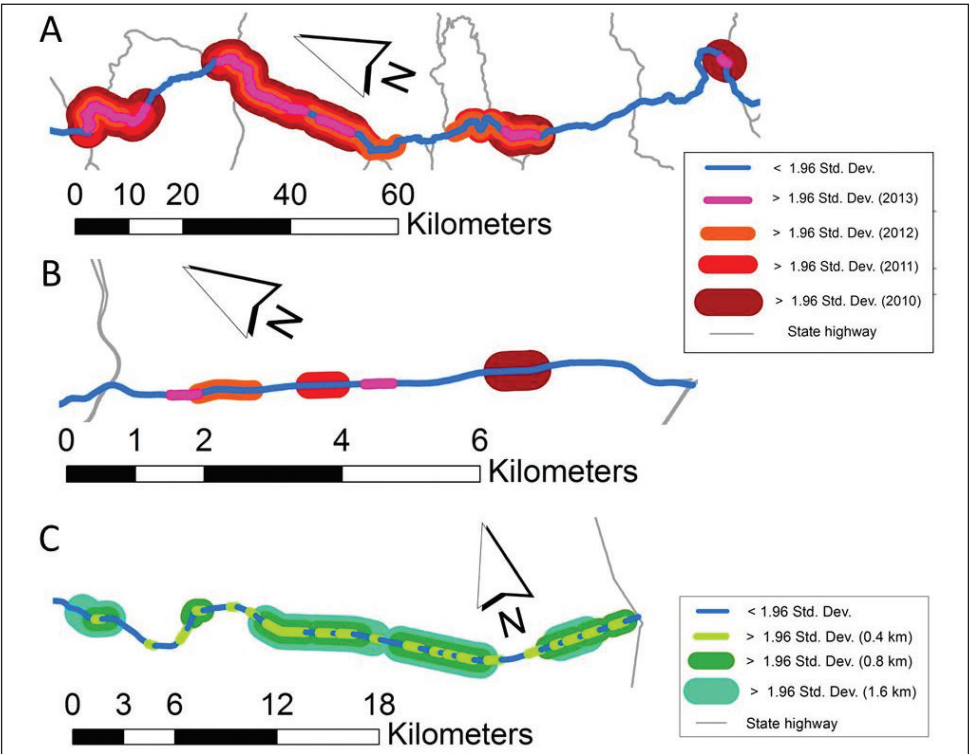 A
N
0 10 20 40 60
Kilometers
< 1.96 Std. Dev.
> 1.96 Std. Dev. (2013)
> 1.96 Std. Dev. (2012)
> 1.96 Std. Dev. (2011)
> 1.96 Std. Dev. (2010)
State highway
B
N
0 1 2 4 6
Kilometers
C
N
0 3 6 12 18
Kilometers
< 1.96 Std. Dev.
> 1.96 Std. Dev. (0.4 km)
> 1.96 Std. Dev. (0.8 km)
> 1.96 Std. Dev. (1.6 km)
State highway